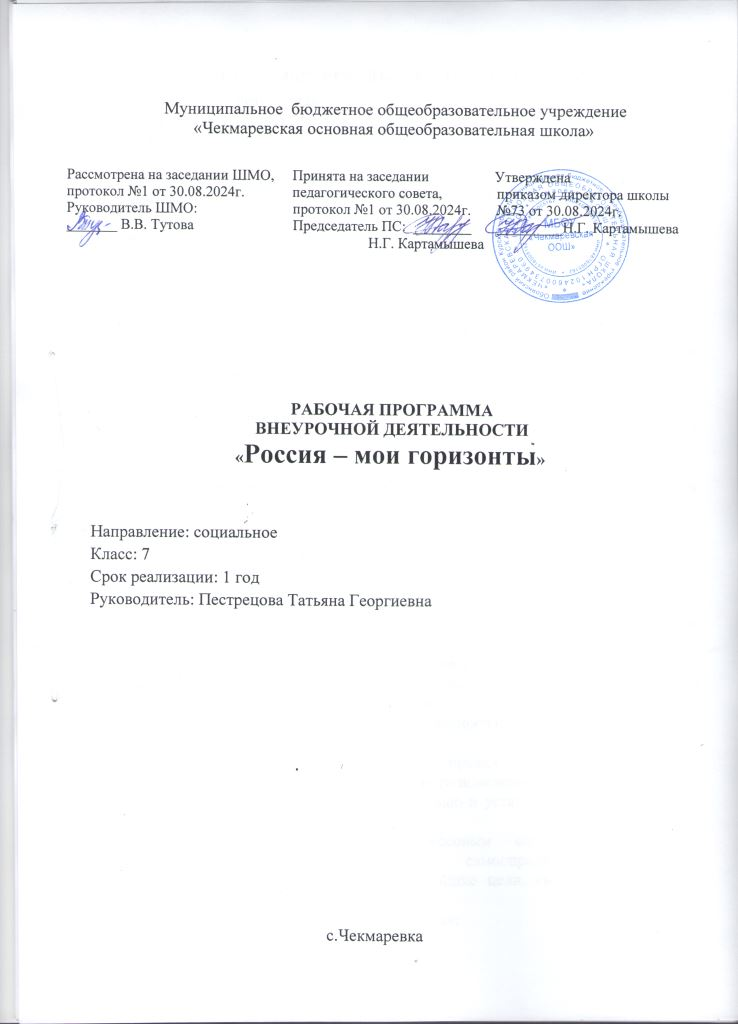 Муниципальное бюджетное общеобразовательное учреждение
«Чекмаревская основная общеобразовательная школа»
Рассмотрена на заседании ШМО,
протокол №1 от 30.08.2024г.
Руководитель ШМО:
В.В. Тутова
Принята на заседании
педагогического совета,
протокол №1 от 30.08.2024г.
Председатель ПС:
Н.Г. Картамышева
Утверждена
приказом директора школы
№73 от 30.08.2024г
Н.Г. Картамышева
МБОУ
«Чекмаревская
ООШ»
РАБОЧАЯ ПРОГРАММА
ВНЕУРОЧНОЙ ДЕЯТЕЛЬНОСТИ
«Россия – мои горизонты»
Направление: социальное
Класс: 7
Срок реализации: 1 год
Руководитель: Пестрецова Татьяна Георгиевна
с.Чекмаревка